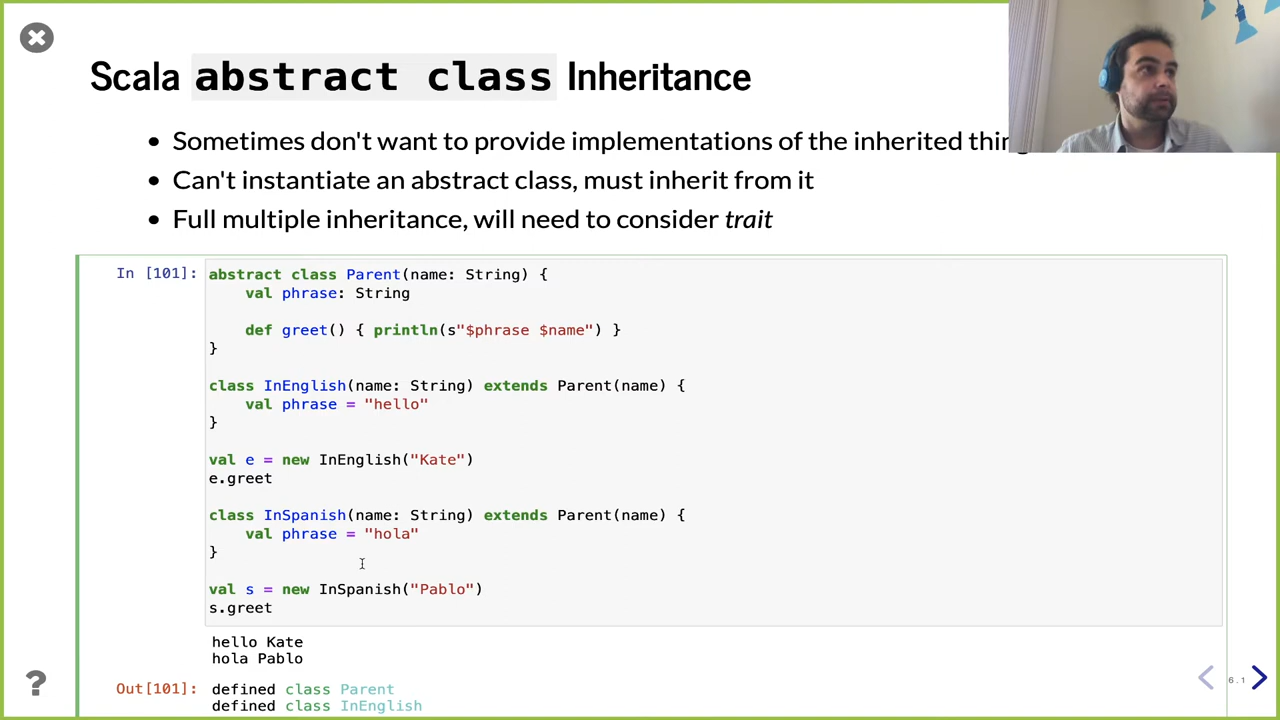 Scala abstract class Inheritance
• Sometimes don't want to provide implementations of the inherited
• Can't instantiate an abstract class, must inherit from it
• Full multiple inheritance, will need to consider trait
In [101]:
abstract class Parent(name: String) {
    val phrase: String
    def greet() { println(s"$phrase $name") }
}
class InEnglish(name: String) extends Parent(name) {
    val phrase = "hello"
}
val e = new InEnglish("Kate")
e.greet
class InSpanish(name: String) extends Parent(name) {
    val phrase = "hola"
}
val s = new InSpanish("Pablo")
s.greet
hello Kate
hola Pablo
Out[101]: defined class Parent
defined class InEnglish
?
6.1